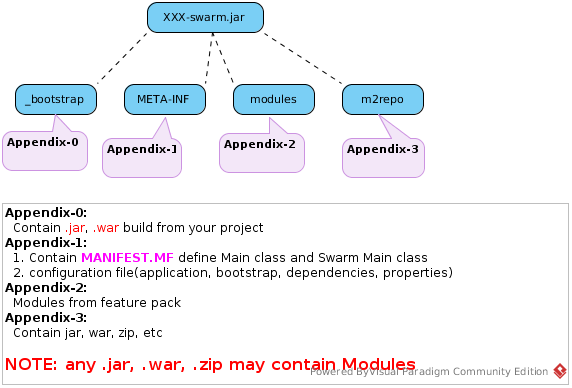 XXX-swarm.jar
_bootstrap
META-INF
modules
m2repo
Appendix-0
Appendix-1
Appendix-2
Appendix-3
Appendix-0:
Contain .jar, .war build from your project
Appendix-1:
1. Contain MANIFEST.MF define Main class and Swarm Main class
2. configuration file(application, bootstrap, dependencies, properties)
Appendix-2:
Modules from feature pack
Appendix-3:
Contain jar, war, zip, etc
NOTE: any .jar, .war, .zip may contain Modules
Powered ByVisual Paradigm Community Edition